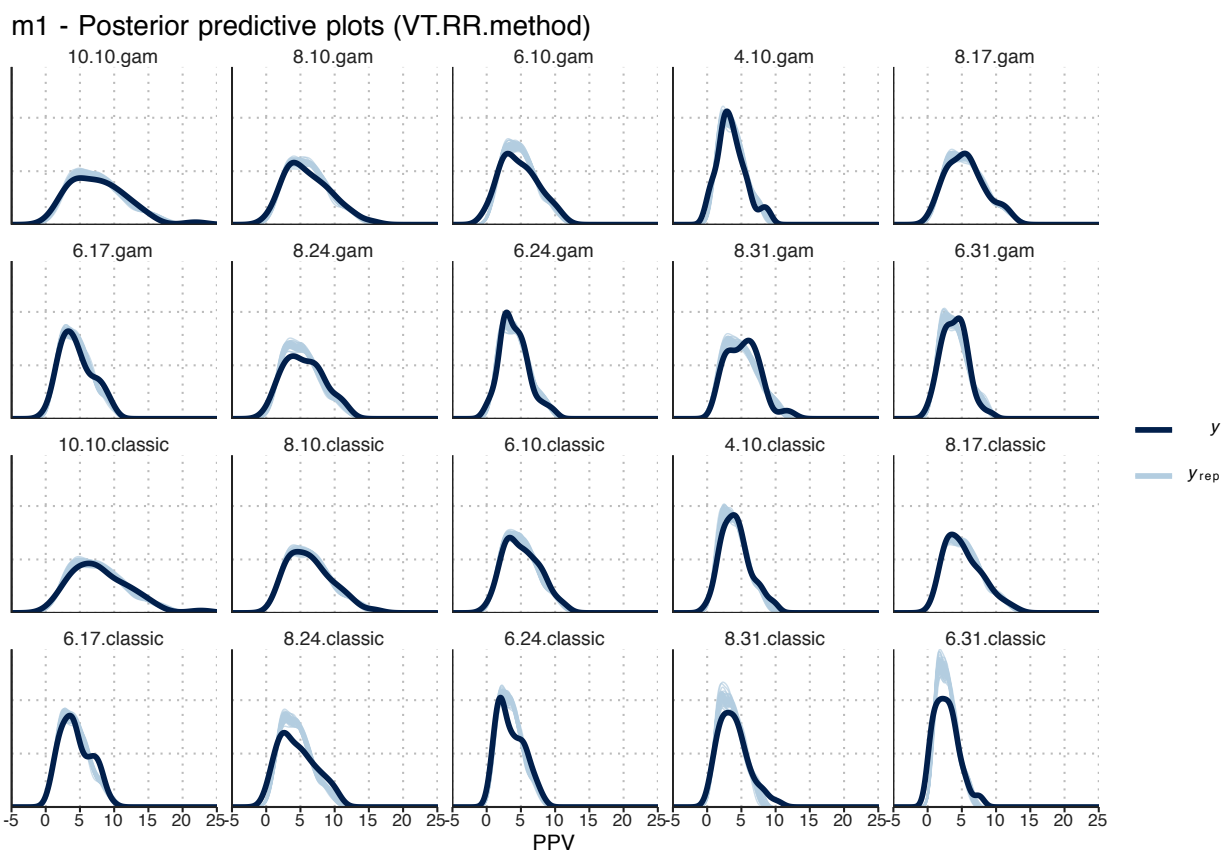 m1 - Posterior predictive plots (VT.RR.method)
10.10.gam 8.10.gam 6.10.gam 4.10.gam 8.17.gam
6.17.gam 8.24.gam 6.24.gam 8.31.gam 6.31.gam
y
10.10.classic 8.10.classic 6.10.classic 4.10.classic 8.17.classic
y rep
6.17.classic 8.24.classic 6.24.classic 8.31.classic 6.31.classic
-5 0 5 10 15 20 25 -5 0 5 10 15 20 25 -5 0 5 10 15 20 25 -5 0 5 10 15 20 25 -5 0 5 10 15 20 25
PPV